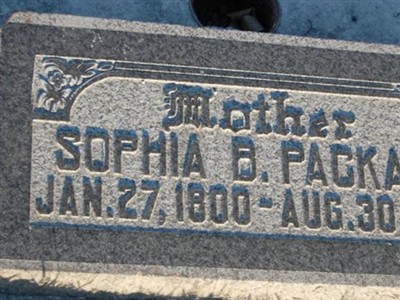 Mother
SOPHIA B. PACKA
JAN. 27, 1800 - AUG. 30